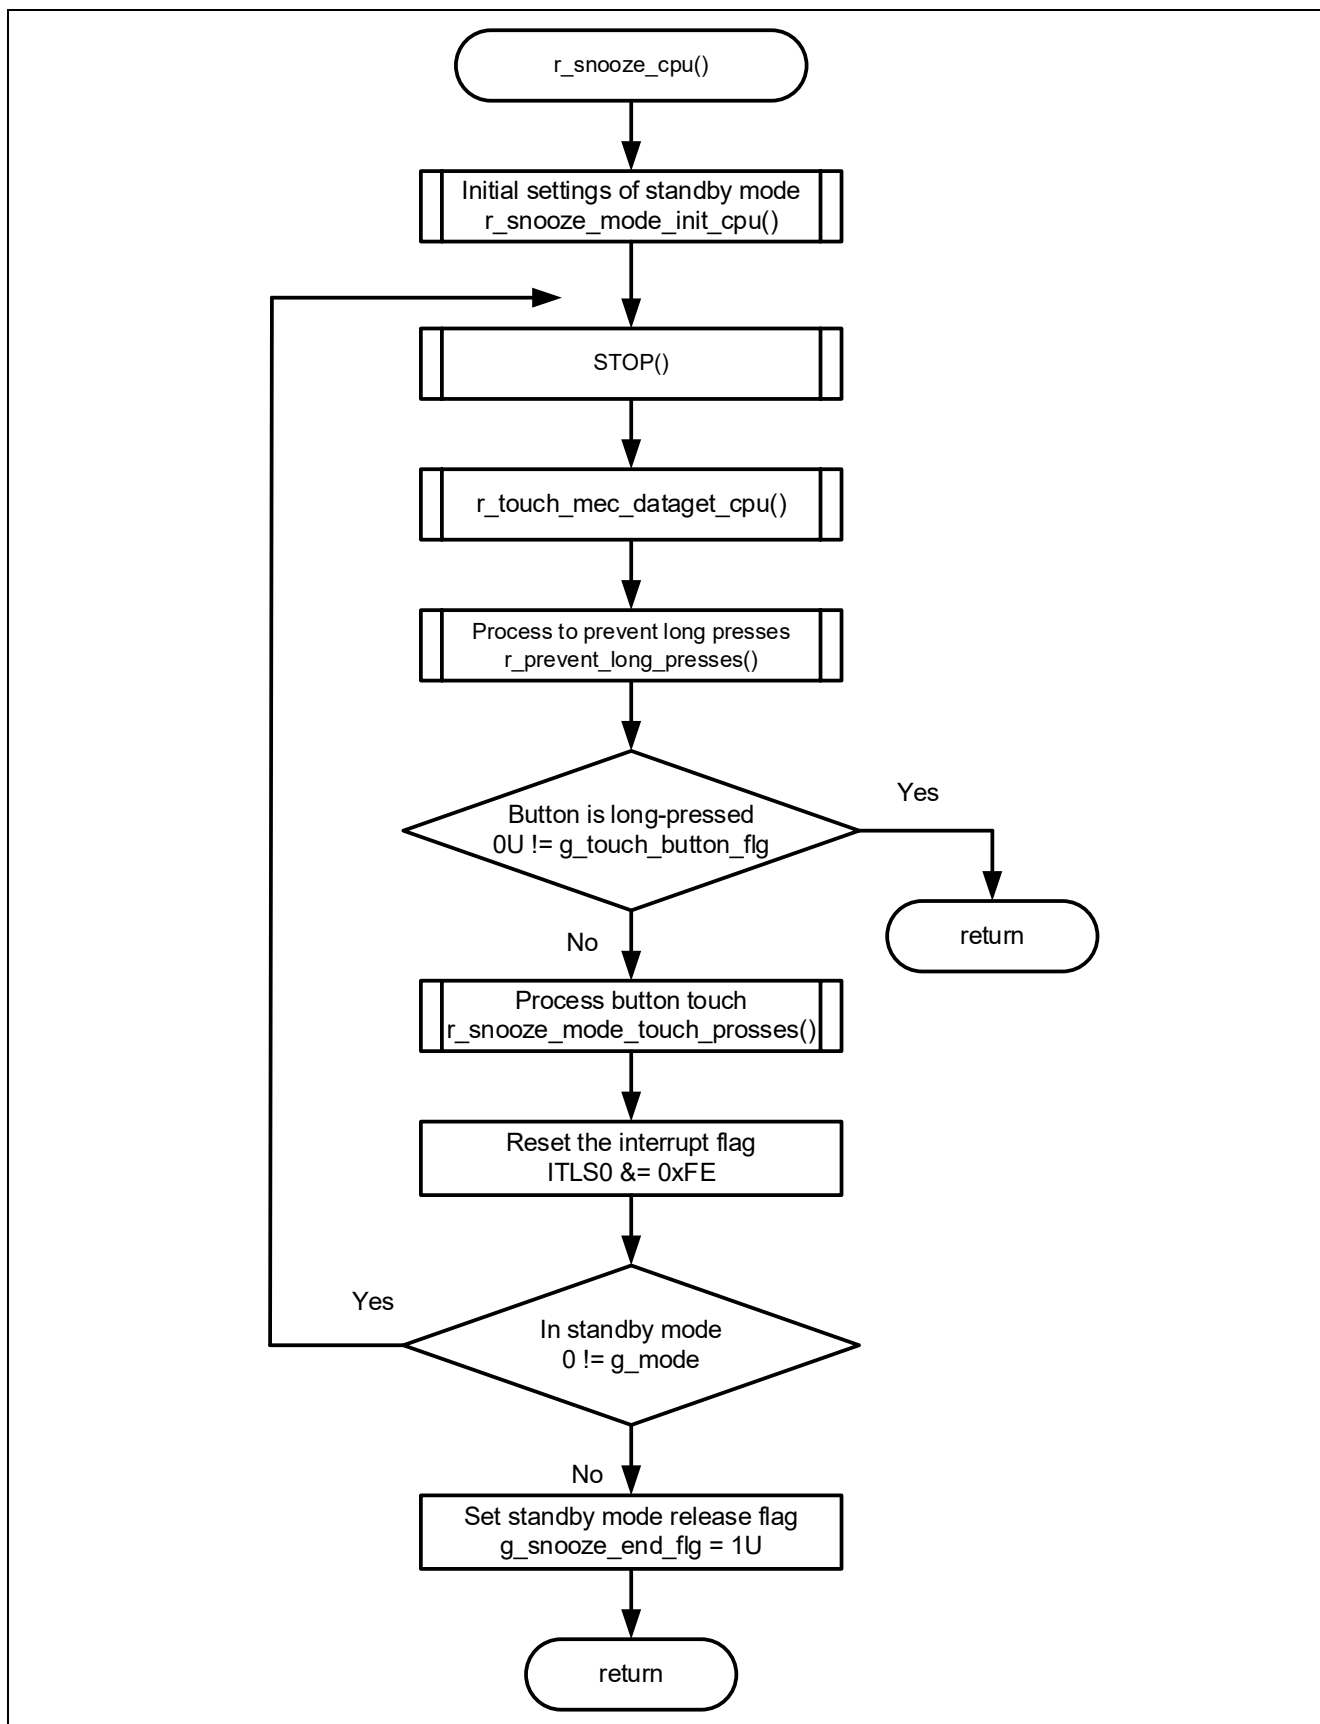 r_snooze_cpu()
Initial settings of standby mode
r_snooze_mode_init_cpu()
STOP()
r_touch_mec_dataget_cpu()
Process to prevent long presses
r_prevent_long_presses()
Button is long-pressed
0U != g_touch_button_flg
Yes
return
No
Process button touch
r_snooze_mode_touch_prosses()
Reset the interrupt flag
ITLS0 &= 0xFE
Yes
In standby mode
0 != g_mode
No
Set standby mode release flag
g_snooze_end_flg = 1U
return